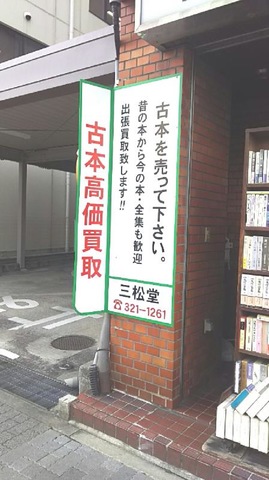 古本を売って下さい。
昔の本から今の本・全集も歓迎
出張買取致します!!
三松堂
☎321-1261
古本高価買取